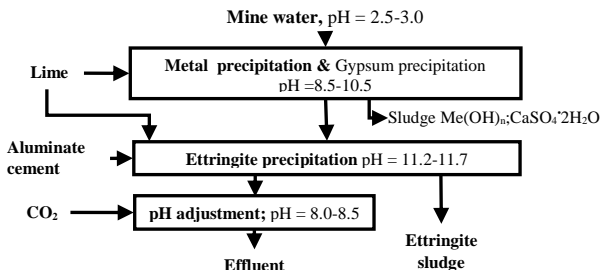 Mine water, pH = 2.5-3.0
Lime
Metal precipitation & Gypsum precipitation
pH =8.5-10.5
Sludge Me(OH)ₙ;CaSO₄·2H₂O
Aluminate
cement
Ettringite precipitation pH = 11.2-11.7
CO₂
pH adjustment; pH = 8.0-8.5
Effluent
Ettringite
sludge